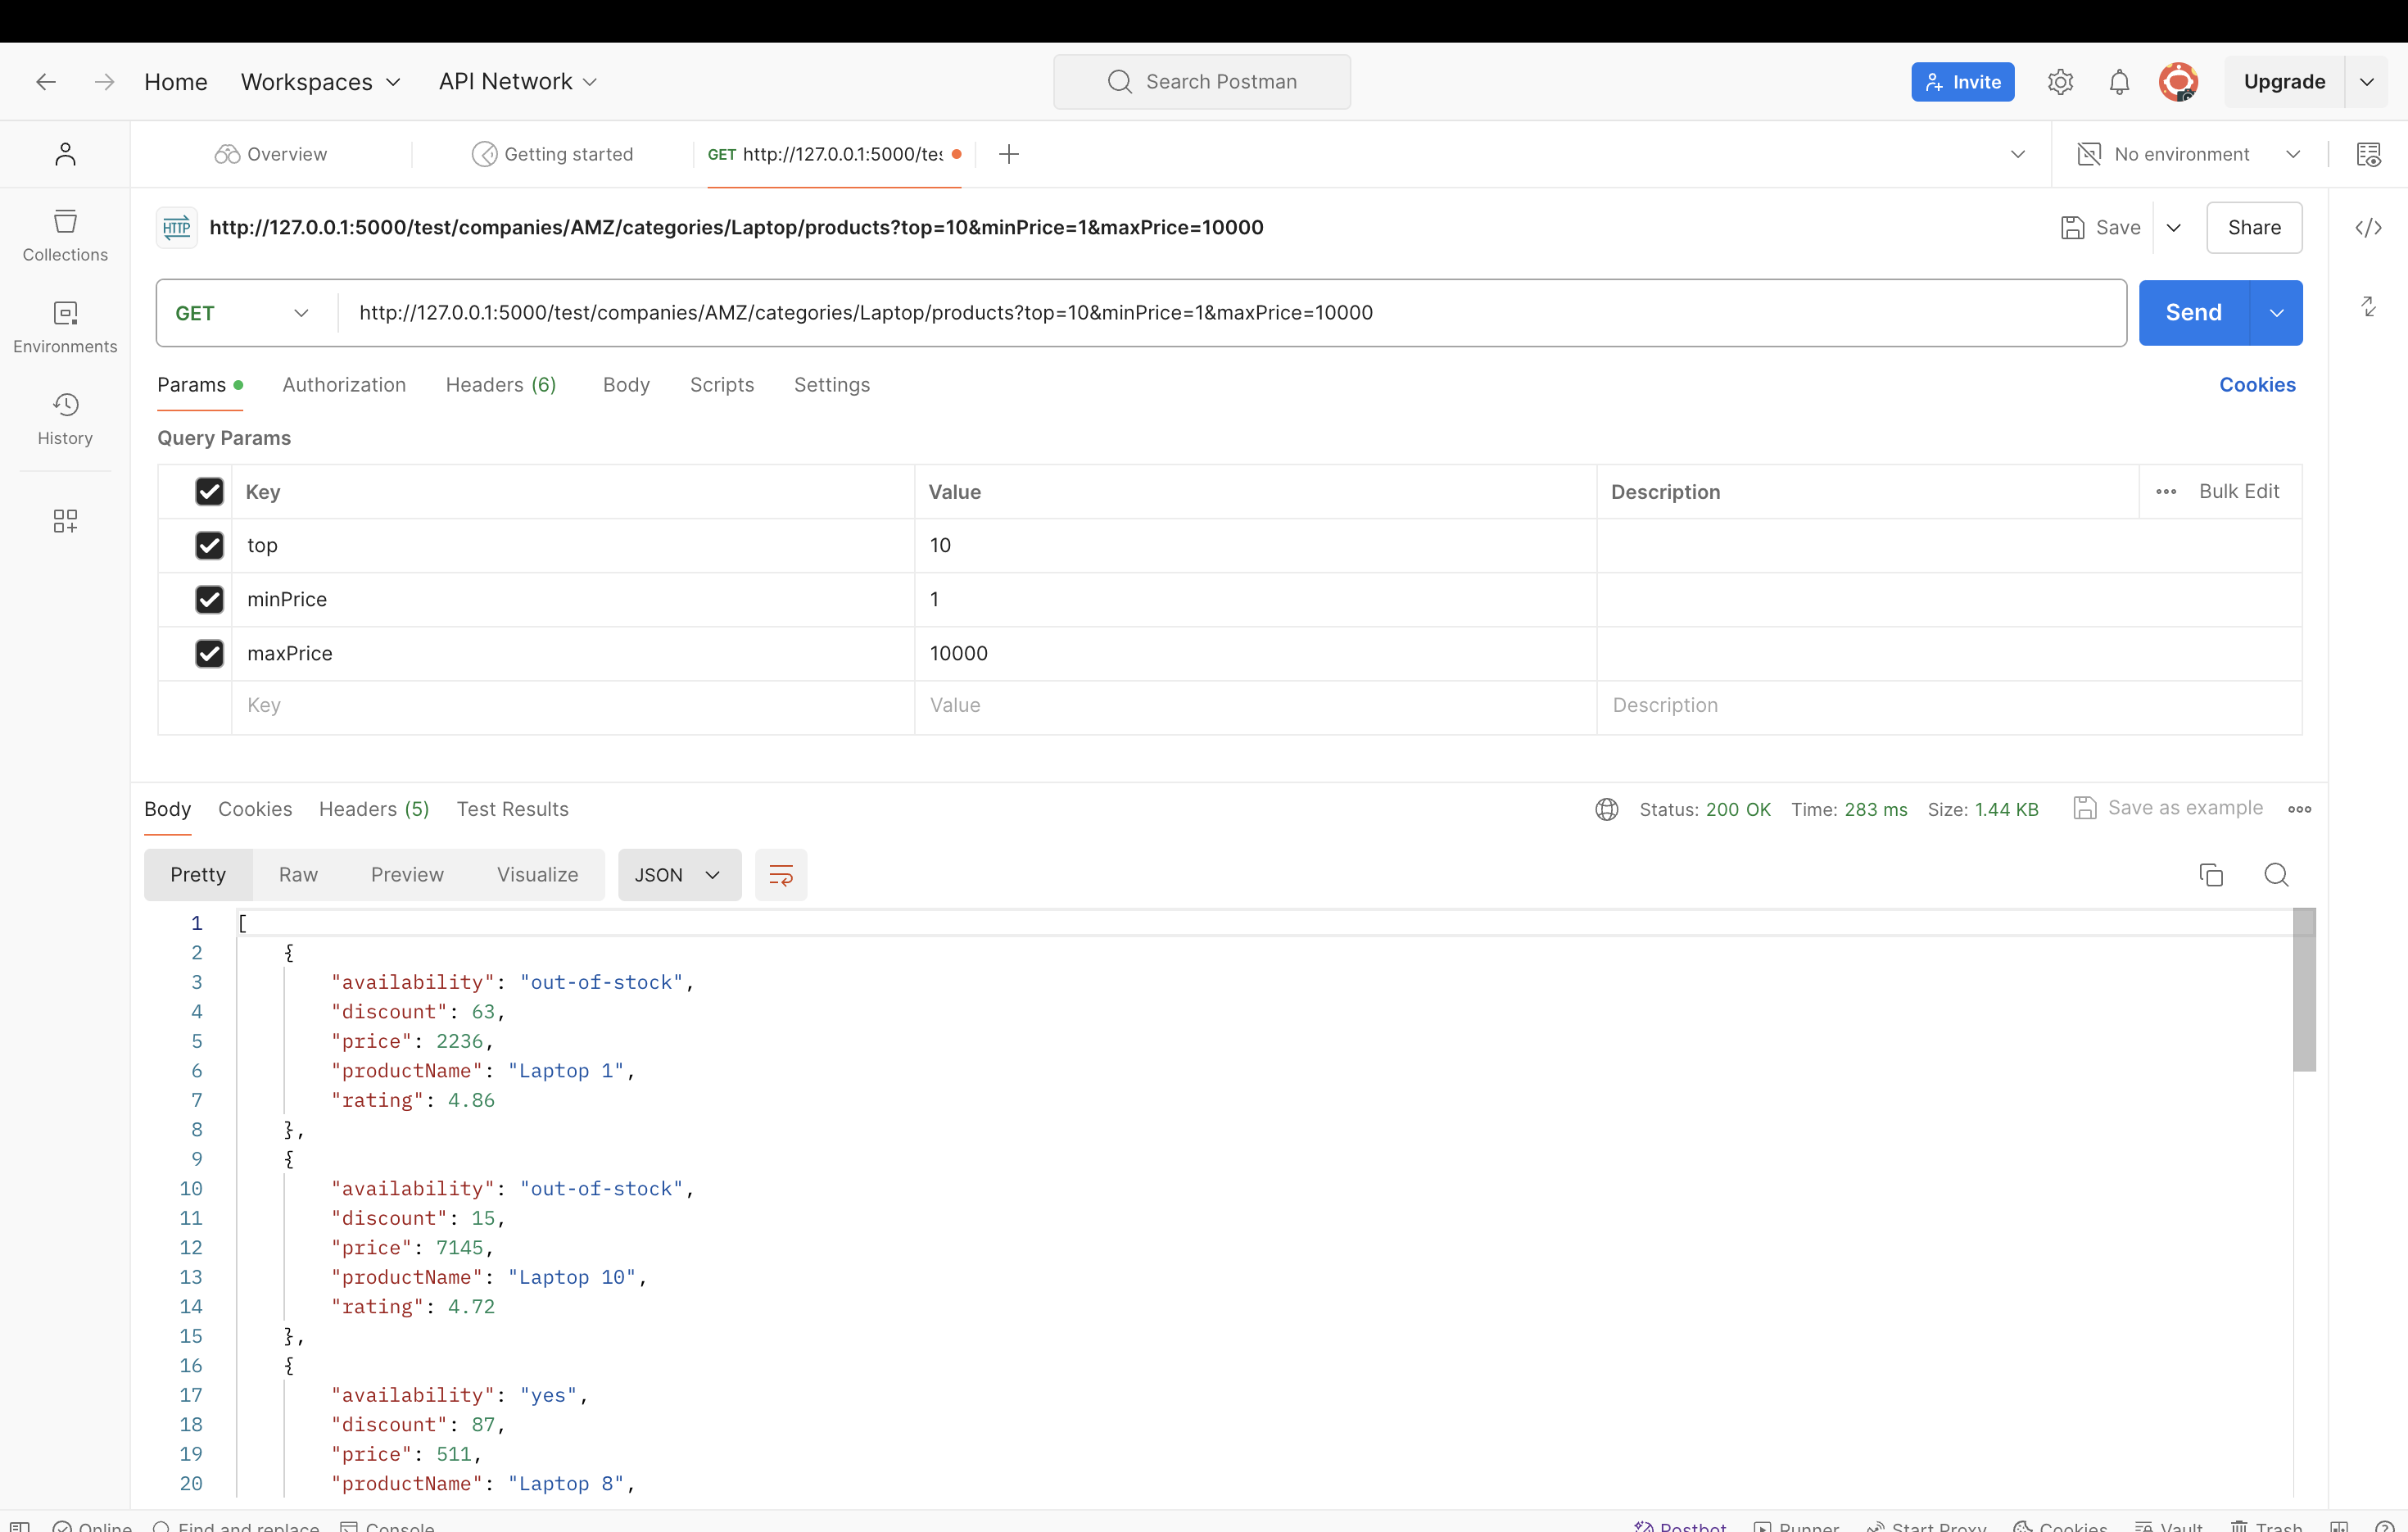 Home Workspaces API Network Search Postman Invite Upgrade
Overview Getting started GET http://127.0.0.1:5000/tes No environment
HTTP http://127.0.0.1:5000/test/companies/AMZ/categories/Laptop/products?top=10&minPrice=1&maxPrice=10000 Save Share
Collections
GET http://127.0.0.1:5000/test/companies/AMZ/categories/Laptop/products?top=10&minPrice=1&maxPrice=10000 Send
Environments
Params Authorization Headers (6) Body Scripts Settings Cookies
History
Query Params
Key Value Description Bulk Edit
top 10
minPrice 1
maxPrice 10000
Key Value Description
Body Cookies Headers (5) Test Results Status: 200 OK Time: 283 ms Size: 1.44 KB Save as example
Pretty Raw Preview Visualize JSON
1 [
2 {
3 "availability": "out-of-stock",
4 "discount": 63,
5 "price": 2236,
6 "productName": "Laptop 1",
7 "rating": 4.86
8 },
9 {
10 "availability": "out-of-stock",
11 "discount": 15,
12 "price": 7145,
13 "productName": "Laptop 10",
14 "rating": 4.72
15 },
16 {
17 "availability": "yes",
18 "discount": 87,
19 "price": 511,
20 "productName": "Laptop 8",
Online Find and replace Console Postbot Runner Start Proxy Cookies Vault Trash